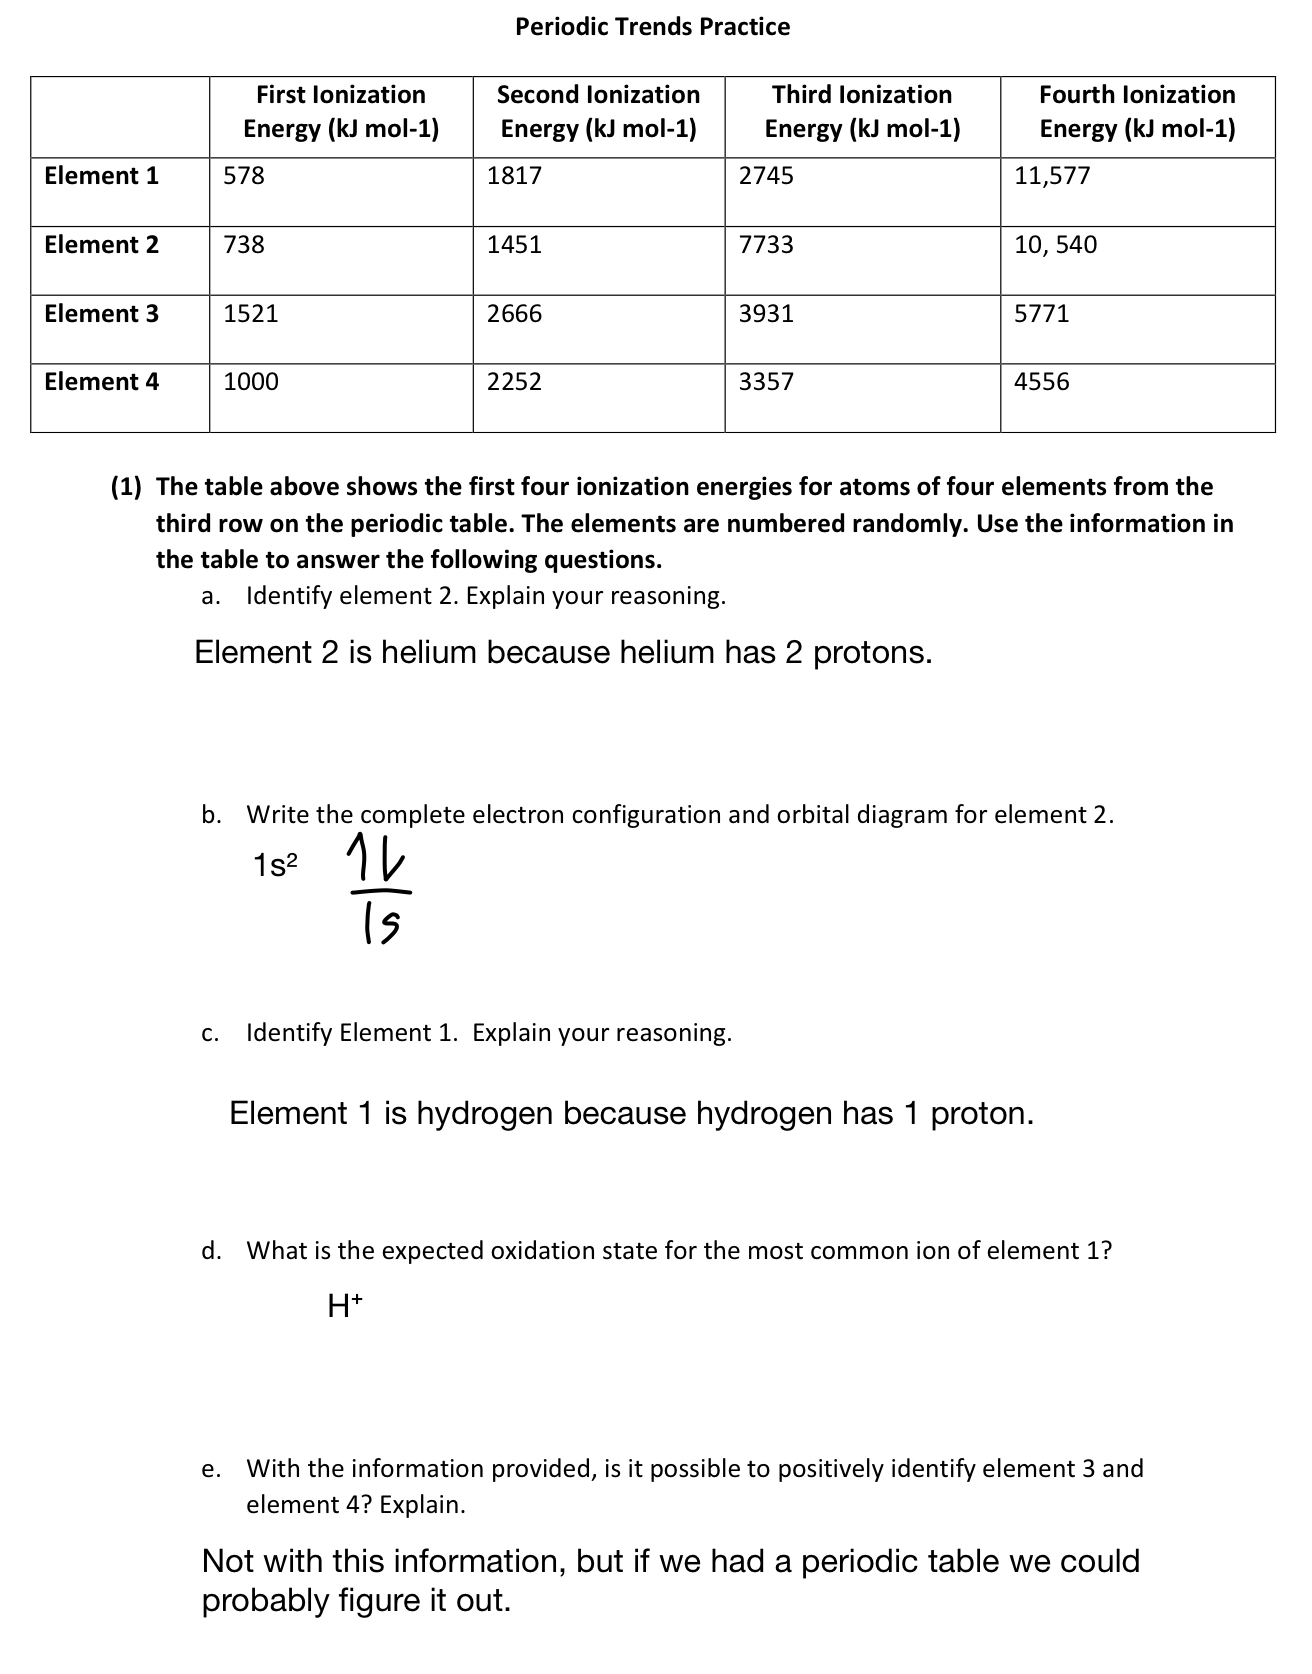 Periodic Trends Practice
First Ionization Energy (kJ mol-1) Second Ionization Energy (kJ mol-1) Third Ionization Energy (kJ mol-1) Fourth Ionization Energy (kJ mol-1)
Element 1 578 1817 2745 11,577
Element 2 738 1451 7733 10, 540
Element 3 1521 2666 3931 5771
Element 4 1000 2252 3357 4556
(1) The table above shows the first four ionization energies for atoms of four elements from the
third row on the periodic table. The elements are numbered randomly. Use the information in
the table to answer the following questions.
a. Identify element 2. Explain your reasoning.
Element 2 is helium because helium has 2 protons.
b. Write the complete electron configuration and orbital diagram for element 2.
1s² ↿⇂
1s
c. Identify Element 1. Explain your reasoning.
Element 1 is hydrogen because hydrogen has 1 proton.
d. What is the expected oxidation state for the most common ion of element 1?
H⁺
e. With the information provided, is it possible to positively identify element 3 and
element 4? Explain.
Not with this information, but if we had a periodic table we could
probably figure it out.